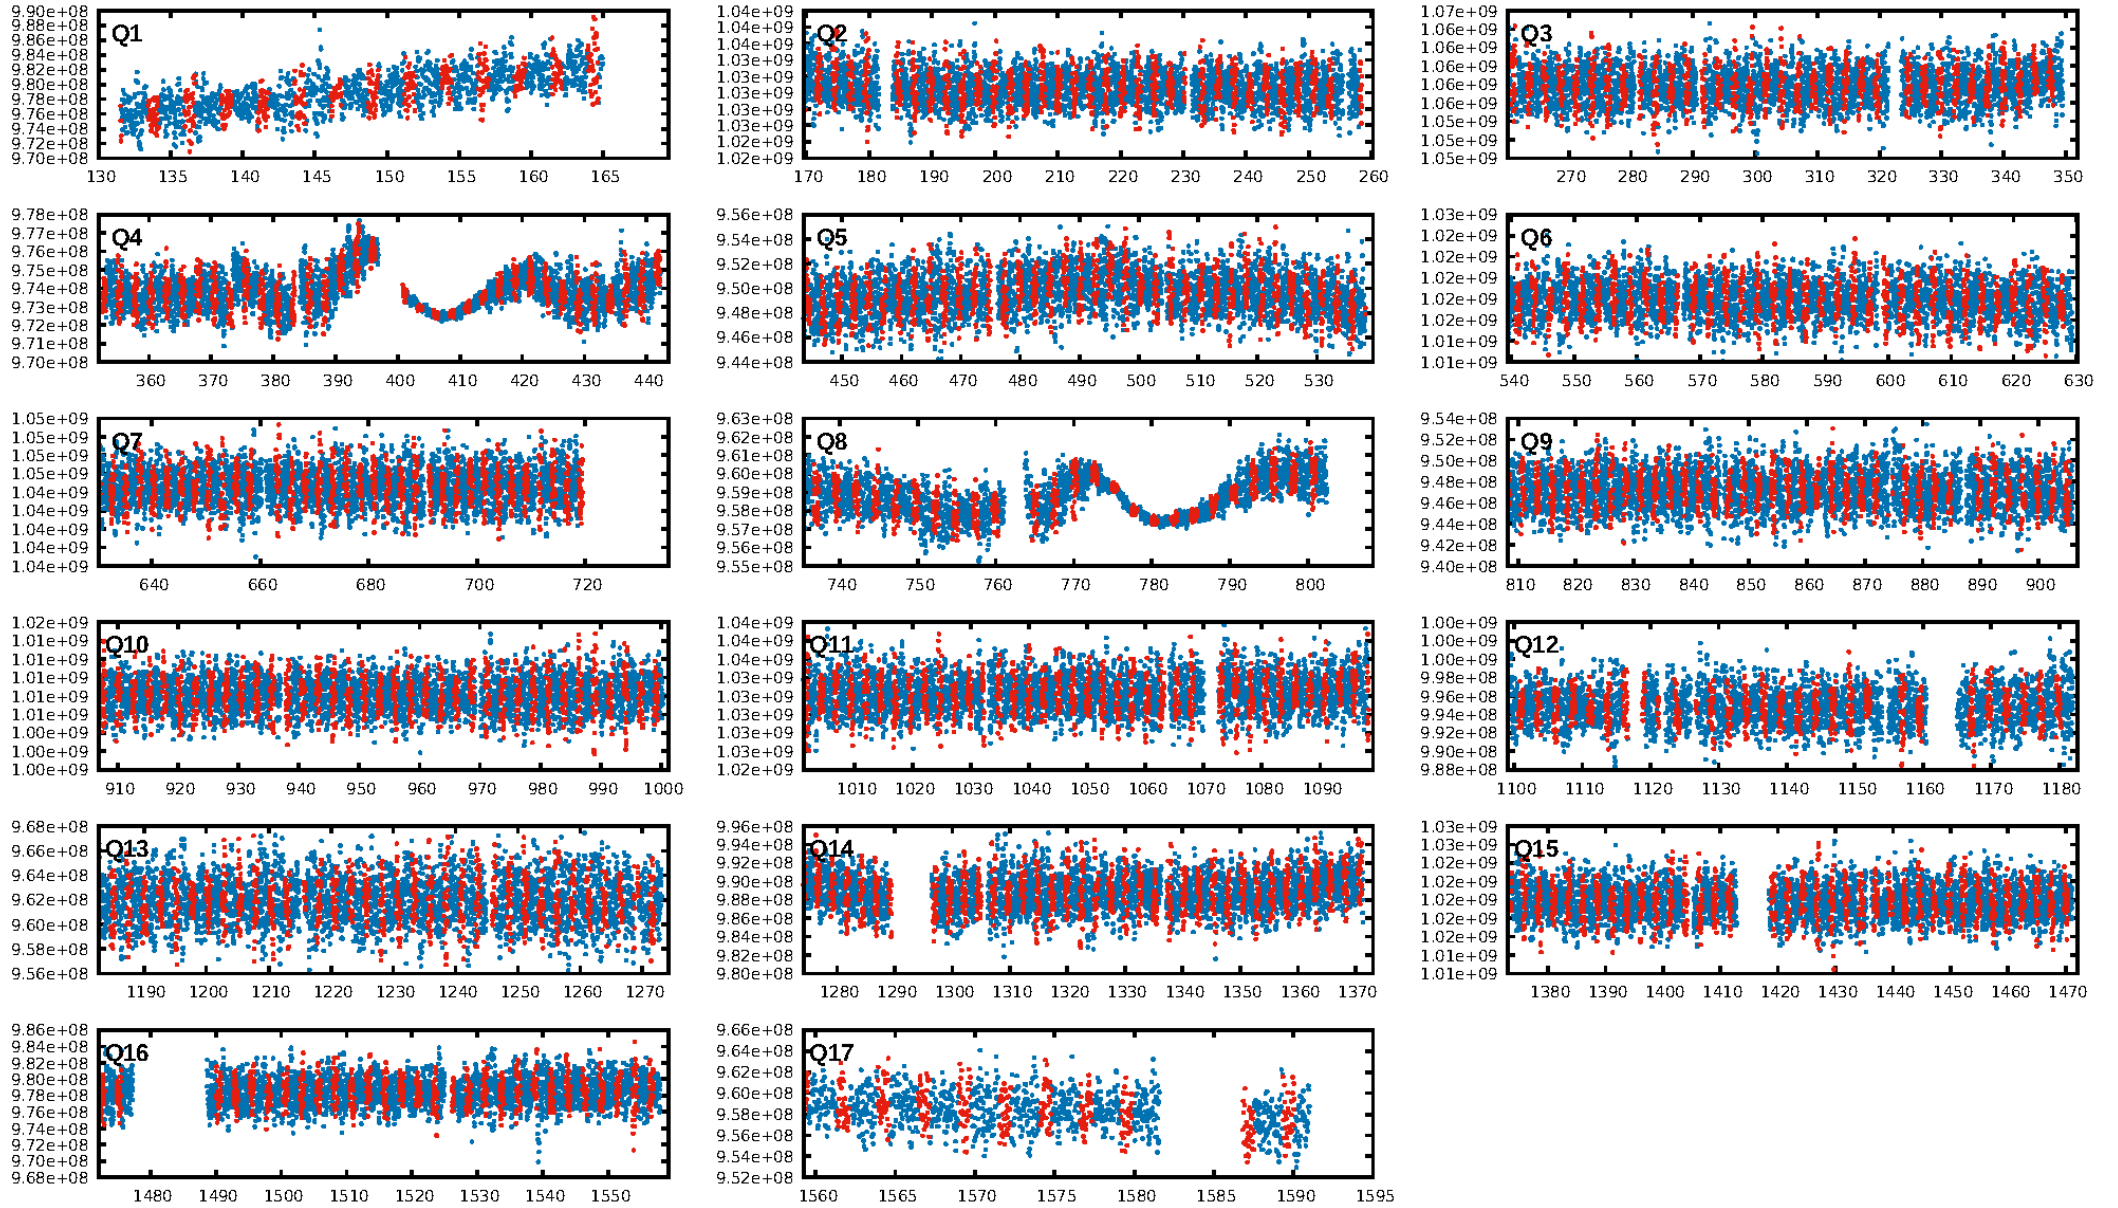 Q1
9.90e+08
9.88e+08
9.86e+08
9.84e+08
9.82e+08
9.80e+08
9.78e+08
9.76e+08
9.74e+08
9.72e+08
9.70e+08
130 135 140 145 150 155 160 165
Q2
1.04e+09
1.04e+09
1.04e+09
1.03e+09
1.03e+09
1.03e+09
1.03e+09
1.03e+09
1.03e+09
1.02e+09
170 180 190 200 210 220 230 240 250 260
Q3
1.07e+09
1.06e+09
1.06e+09
1.06e+09
1.06e+09
1.06e+09
1.05e+09
1.05e+09
1.05e+09
270 280 290 300 310 320 330 340 350
Q4
9.78e+08
9.77e+08
9.76e+08
9.75e+08
9.74e+08
9.73e+08
9.72e+08
9.71e+08
9.70e+08
360 370 380 390 400 410 420 430 440
Q5
9.56e+08
9.54e+08
9.52e+08
9.50e+08
9.48e+08
9.46e+08
9.44e+08
450 460 470 480 490 500 510 520 530
Q6
1.03e+09
1.02e+09
1.02e+09
1.02e+09
1.02e+09
1.02e+09
1.01e+09
1.01e+09
540 550 560 570 580 590 600 610 620 630
Q7
1.05e+09
1.05e+09
1.05e+09
1.05e+09
1.04e+09
1.04e+09
1.04e+09
1.04e+09
1.04e+09
640 660 680 700 720
Q8
9.63e+08
9.62e+08
9.61e+08
9.60e+08
9.59e+08
9.58e+08
9.57e+08
9.56e+08
9.55e+08
740 750 760 770 780 790 800
Q9
9.54e+08
9.52e+08
9.50e+08
9.48e+08
9.46e+08
9.44e+08
9.42e+08
9.40e+08
810 820 830 840 850 860 870 880 890 900
Q10
1.02e+09
1.01e+09
1.01e+09
1.01e+09
1.01e+09
1.01e+09
1.00e+09
1.00e+09
1.00e+09
910 920 930 940 950 960 970 980 990 1000
Q11
1.04e+09
1.04e+09
1.04e+09
1.03e+09
1.03e+09
1.03e+09
1.03e+09
1.03e+09
1.02e+09
1010 1020 1030 1040 1050 1060 1070 1080 1090
Q12
1.00e+09
1.00e+09
1.00e+09
9.98e+08
9.96e+08
9.94e+08
9.92e+08
9.90e+08
9.88e+08
1100 1110 1120 1130 1140 1150 1160 1170 1180
Q13
9.68e+08
9.66e+08
9.64e+08
9.62e+08
9.60e+08
9.58e+08
9.56e+08
1190 1200 1210 1220 1230 1240 1250 1260 1270
Q14
9.96e+08
9.94e+08
9.92e+08
9.90e+08
9.88e+08
9.86e+08
9.84e+08
9.82e+08
9.80e+08
1280 1290 1300 1310 1320 1330 1340 1350 1360 1370
Q15
1.03e+09
1.03e+09
1.02e+09
1.02e+09
1.02e+09
1.02e+09
1.02e+09
1.01e+09
1.01e+09
1380 1390 1400 1410 1420 1430 1440 1450 1460 1470
Q16
9.86e+08
9.84e+08
9.82e+08
9.80e+08
9.78e+08
9.76e+08
9.74e+08
9.72e+08
9.70e+08
9.68e+08
1480 1490 1500 1510 1520 1530 1540 1550
Q17
9.66e+08
9.64e+08
9.62e+08
9.60e+08
9.58e+08
9.56e+08
9.54e+08
9.52e+08
1560 1565 1570 1575 1580 1585 1590 1595